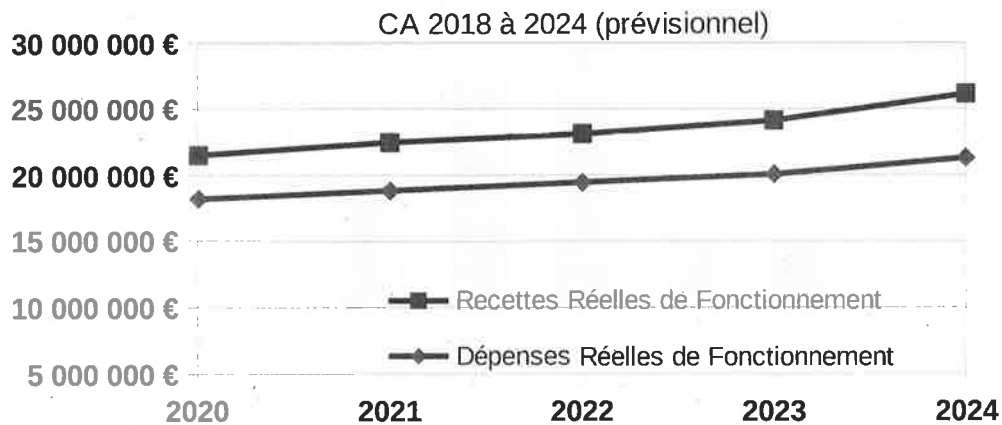 CA 2018 à 2024 (prévisionnel)
30 000 000 €
25 000 000 €
20 000 000 €
15 000 000 €
10 000 000 €
5 000 000 €
Recettes Réelles de Fonctionnement
Dépenses Réelles de Fonctionnement
2020 2021 2022 2023 2024